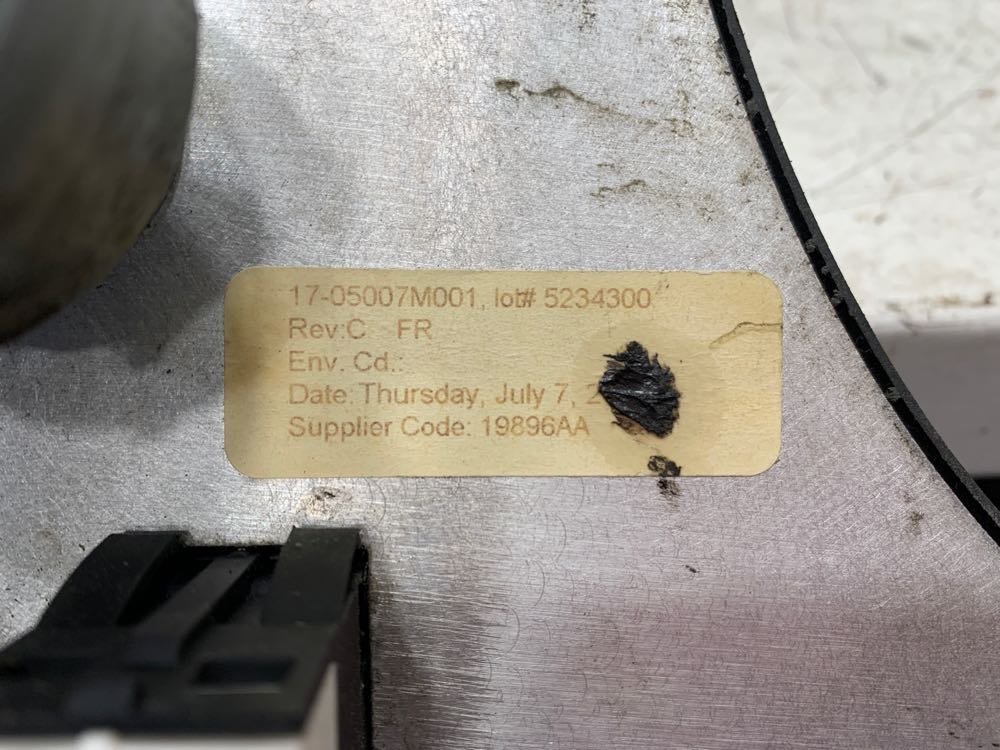 17-05007M001, lot# 5234300
Rev:C FR
Env. Cd.:
Date: Thursday, July 7,
Supplier Code: 19896AA